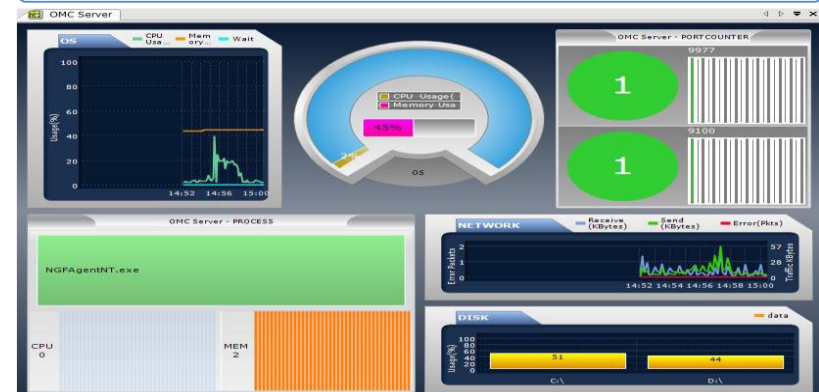 OMC Server
OS
CPU Usa...
Mem ory...
Wait
100
80
60
40
20
0
Usage(%)
14:52 14:56 15:00
CPU Usage(
Memory Usa
45%
2%
OS
OMC Server - PORTCOUNTER
9977
1
9100
1
OMC Server - PROCESS
NGFAgentNT.exe
CPU
0
MEM
2
NETWORK
Receive (KBytes)
Send (KBytes)
Error(Pkts)
2
1
0
Error Packets
57
28
Traffic KBytes
14:52 14:54 14:56 14:58 15:00
DISK
data
100
80
60
40
20
0
Usage(%)
51
44
C:\
D:\